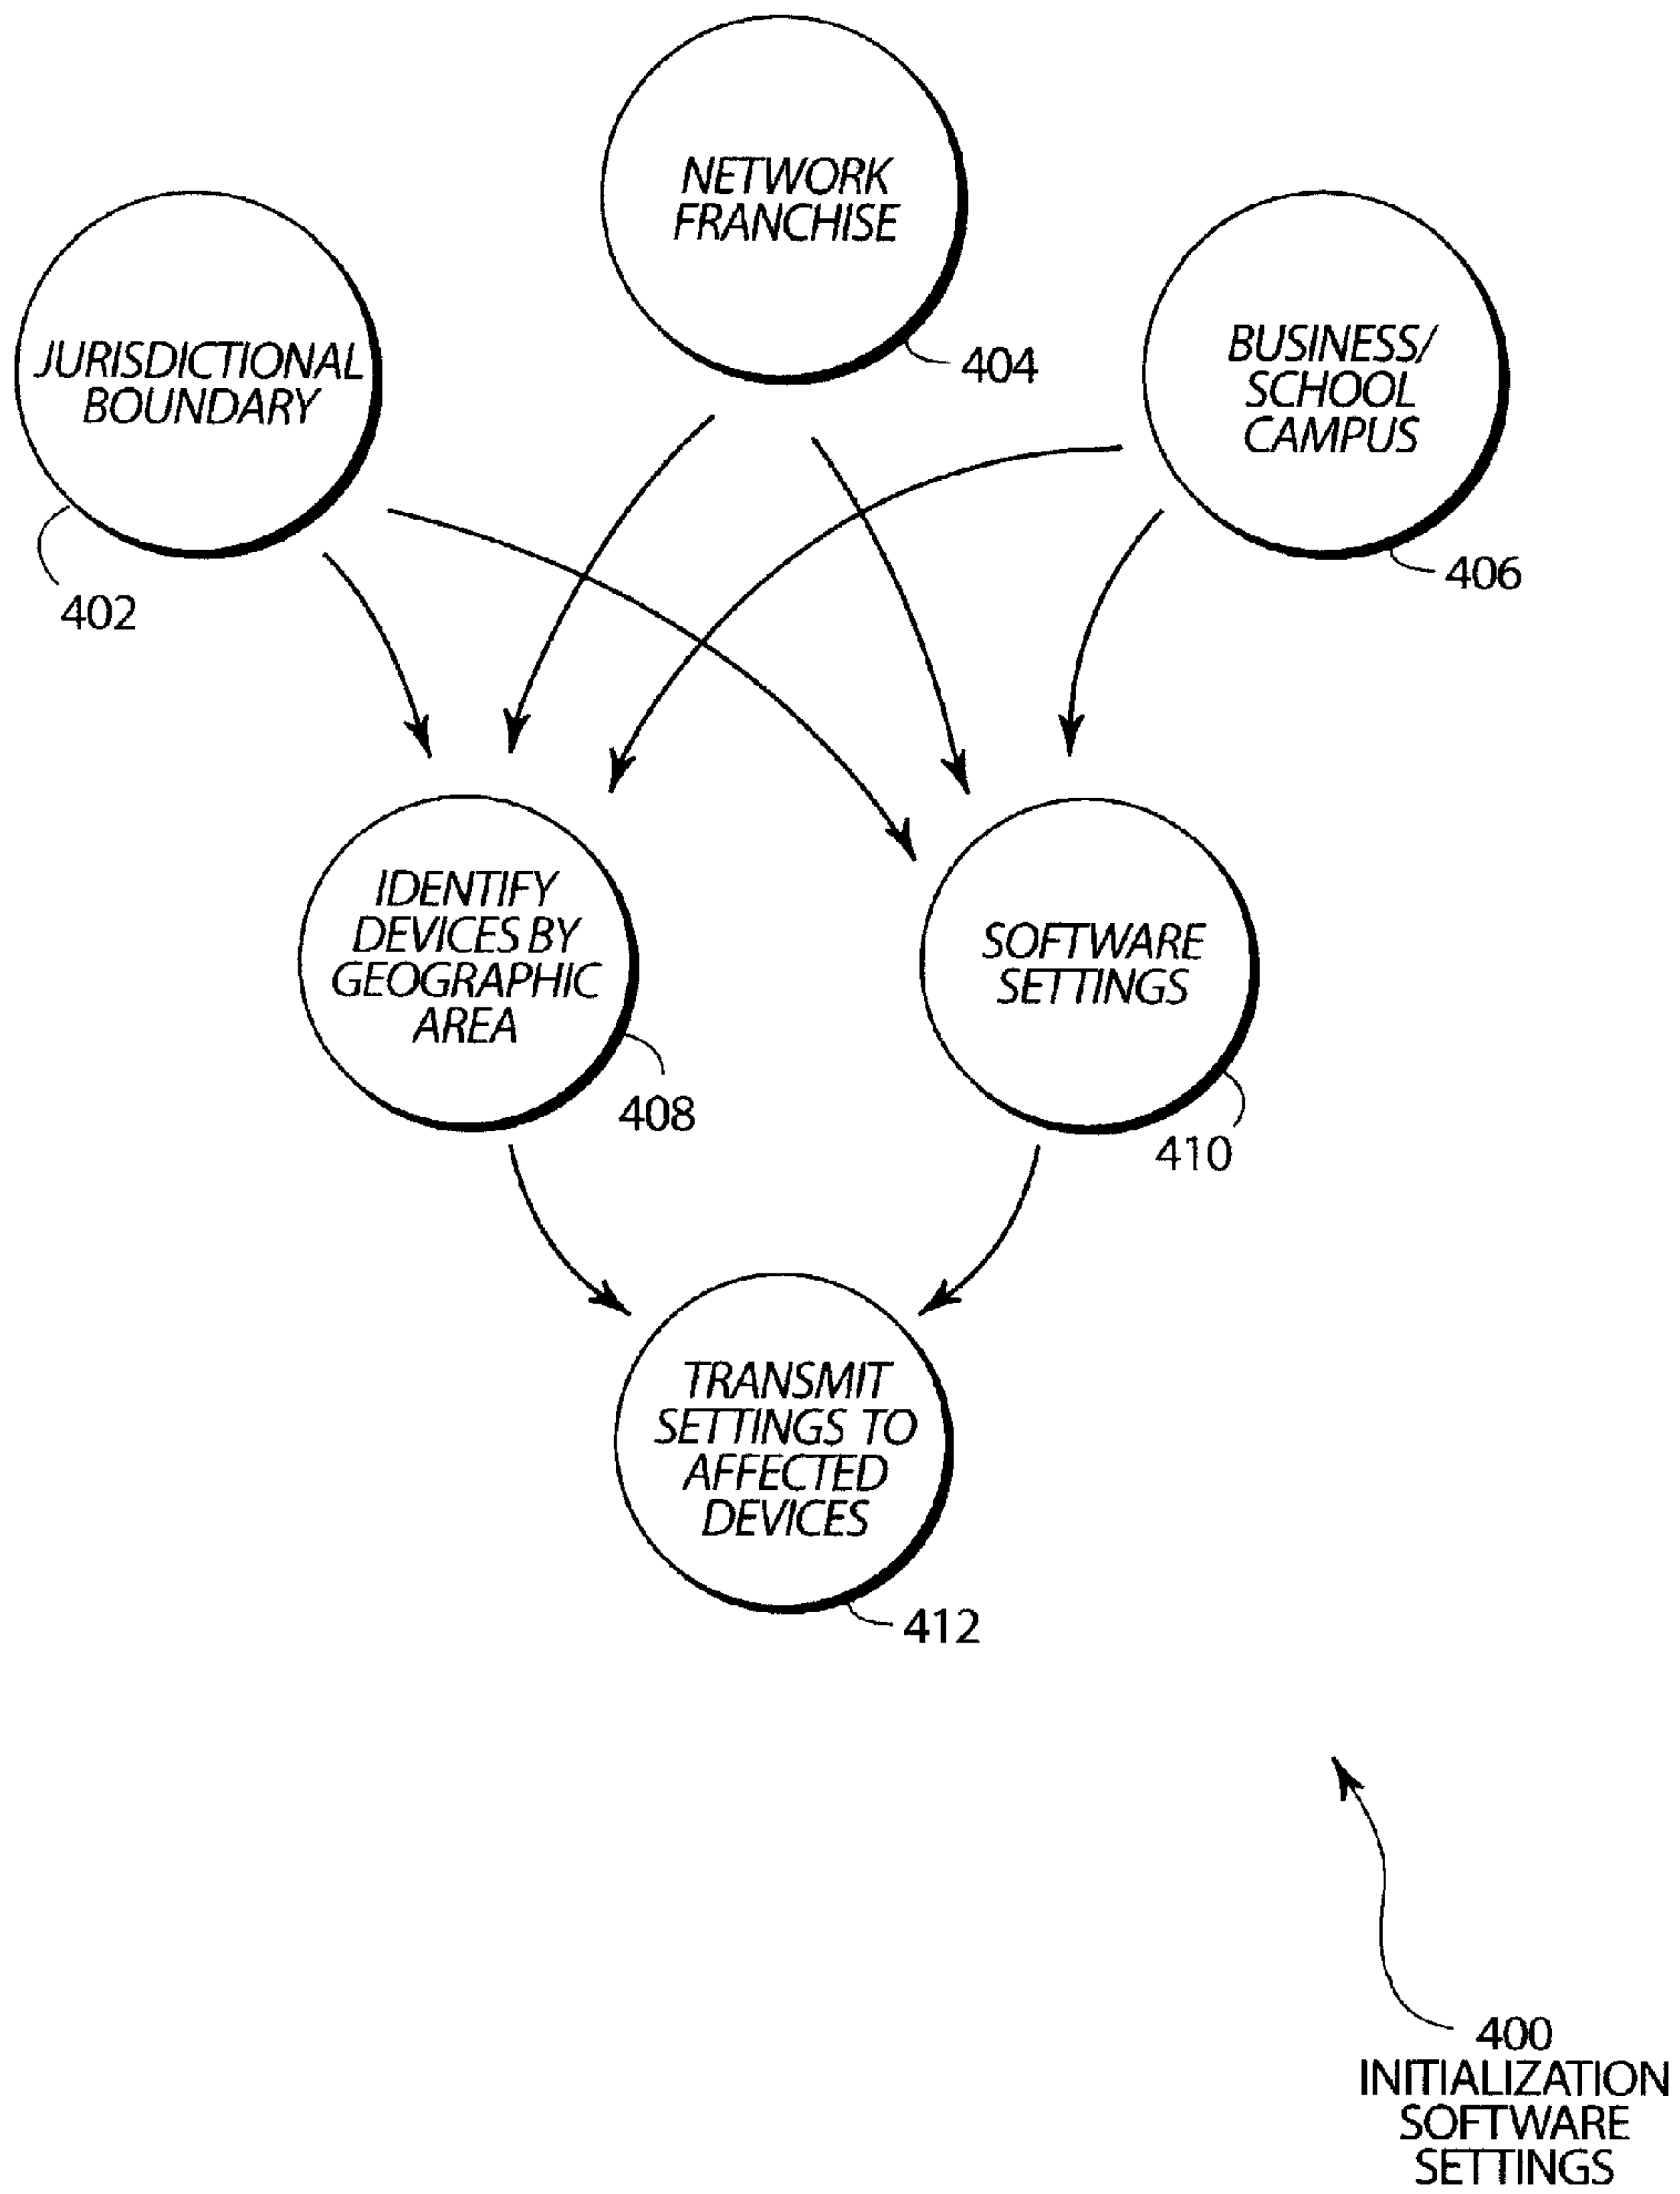 NETWORK
FRANCHISE
404
JURISDICTIONAL
BOUNDARY
402
BUSINESS/
SCHOOL
CAMPUS
406
IDENTIFY
DEVICES BY
GEOGRAPHIC
AREA
408
SOFTWARE
SETTINGS
410
TRANSMIT
SETTINGS TO
AFFECTED
DEVICES
412
400
INITIALIZATION
SOFTWARE
SETTINGS